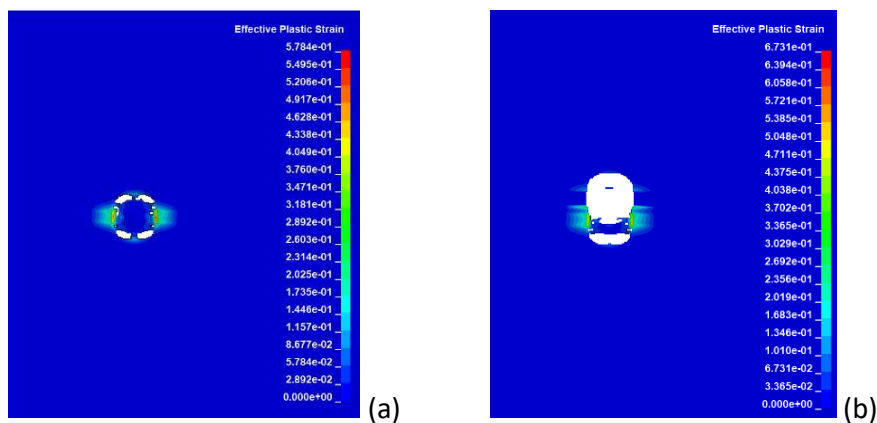 Effective Plastic Strain
5.784e-01
5.495e-01
5.206e-01
4.917e-01
4.628e-01
4.338e-01
4.049e-01
3.760e-01
3.471e-01
3.181e-01
2.892e-01
2.603e-01
2.314e-01
2.025e-01
1.735e-01
1.446e-01
1.157e-01
8.677e-02
5.784e-02
2.892e-02
0.000e+00
(a)
Effective Plastic Strain
6.731e-01
6.394e-01
6.058e-01
5.721e-01
5.385e-01
5.048e-01
4.711e-01
4.375e-01
4.038e-01
3.702e-01
3.365e-01
3.029e-01
2.692e-01
2.356e-01
2.019e-01
1.683e-01
1.346e-01
1.010e-01
6.731e-02
3.365e-02
0.000e+00
(b)